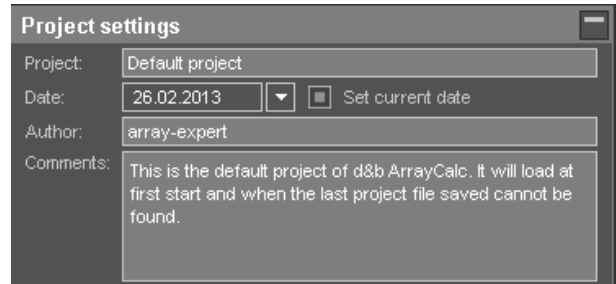 Project settings
Project: Default project
Date: 26.02.2013 Set current date
Author: array-expert
Comments: This is the default project of d&b ArrayCalc. It will load at
first start and when the last project file saved cannot be
found.